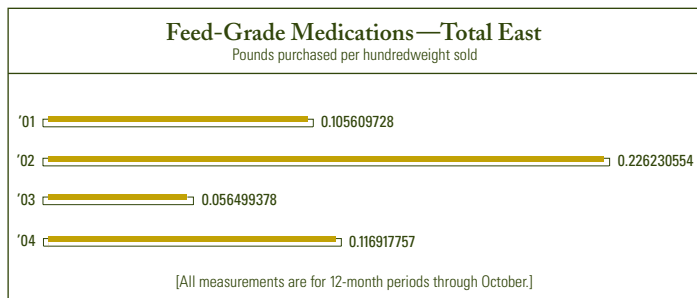 Feed-Grade Medications—Total East
Pounds purchased per hundredweight sold
'01 0.105609728
'02 0.226230554
'03 0.056499378
'04 0.116917757
[All measurements are for 12-month periods through October.]